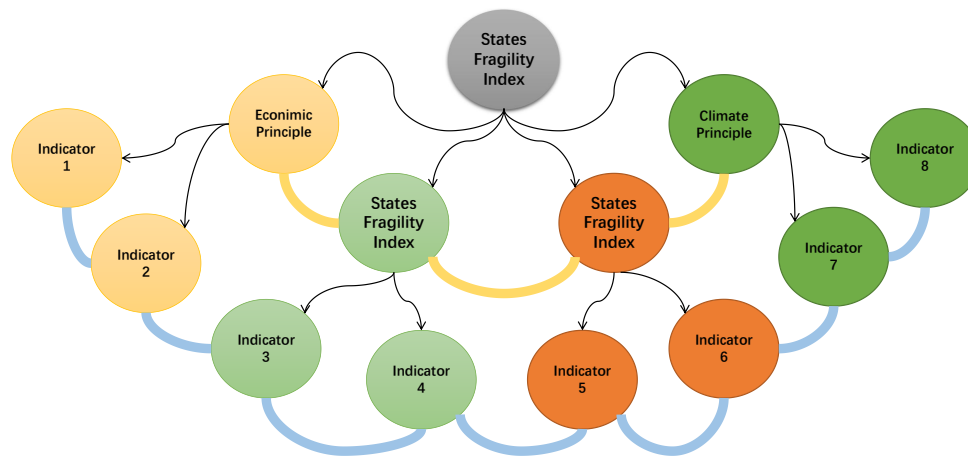 States
Fragility
Index
Econimic
Principle
Climate
Principle
Indicator
1
Indicator
8
States
Fragility
Index
States
Fragility
Index
Indicator
2
Indicator
7
Indicator
3
Indicator
6
Indicator
4
Indicator
5